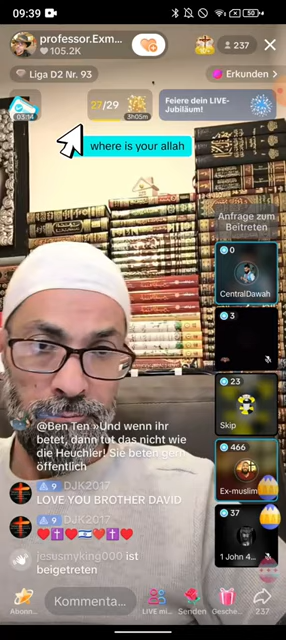 09:39
professor.Exm...
105.2K
237
Liga D2 Nr. 93
Erkunden >
03:14
27/29
3h05m
Feiere dein LIVE-
Jubiläum!
where is your allah
Anfrage zum
Beitreten
0
CentralDawah
3
23
Skip
466
Ex-muslim
37
1 John 4...
@Ben Ten »Und wenn ihr
betet, dann tut das nicht wie
die Heuchler! Sie beten gern
öffentlich
9 DJK2017
LOVE YOU BROTHER DAVID
9 DJK2017
❤️✝️❤️🇮🇱❤️✝️❤️
jesusmyking000 ist
beigetreten
Abonn...
Kommenta...
LIVE mi...
Senden
Gesche...
237